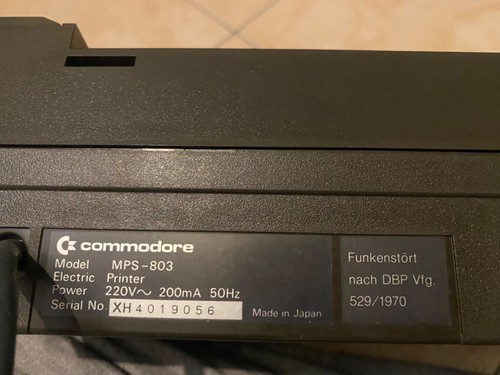 commodore
Model MPS-803
Electric Printer
Power 220V~ 200mA 50Hz
Serial No. XH4019056
Made in Japan
Funkenstört
nach DBP Vfg.
529/1970